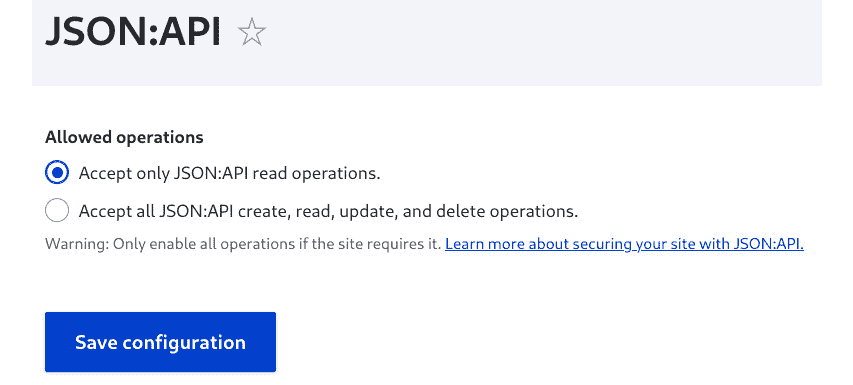 JSON:API
Allowed operations
Accept only JSON:API read operations.
Accept all JSON:API create, read, update, and delete operations.
Warning: Only enable all operations if the site requires it. Learn more about securing your site with JSON:API.
Save configuration